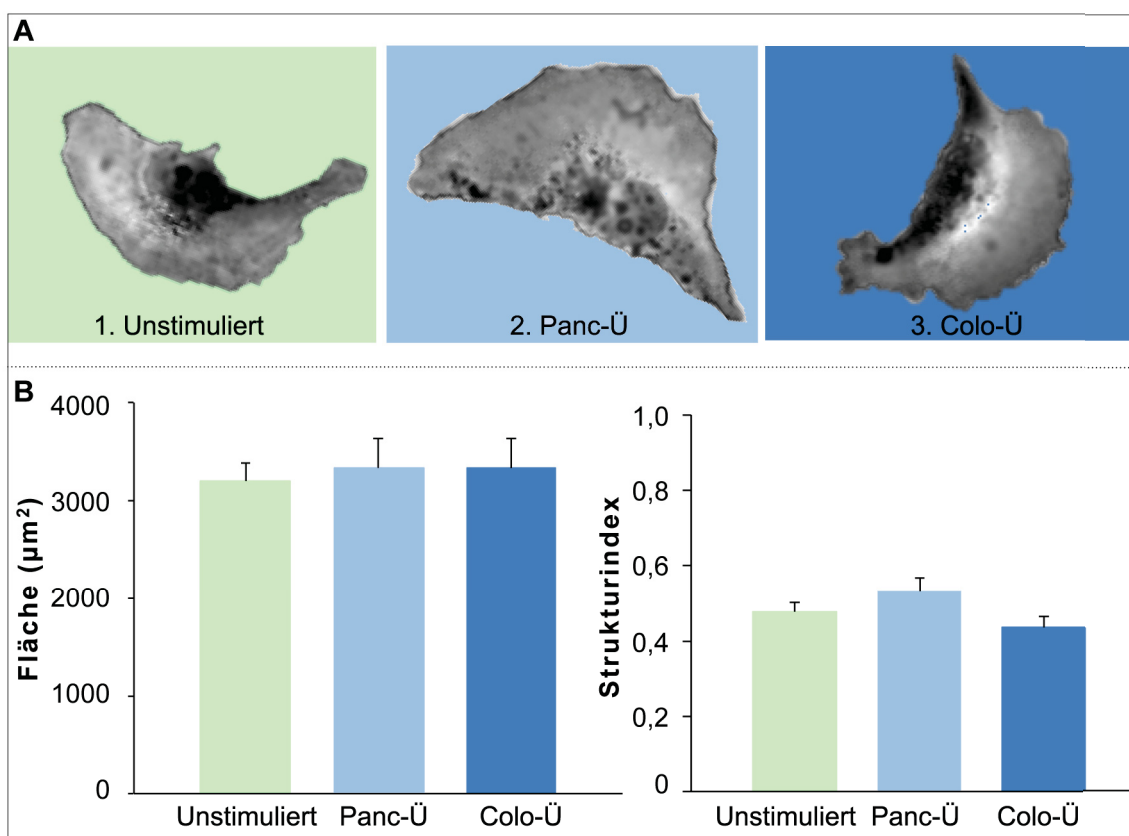 A
1. Unstimuliert
2. Panc-Ü
3. Colo-Ü
B
Fläche (µm²)
4000
3000
2000
1000
0
Unstimuliert Panc-Ü Colo-Ü
Strukturindex
1,0
0,8
0,6
0,4
0,2
0
Unstimuliert Panc-Ü Colo-Ü